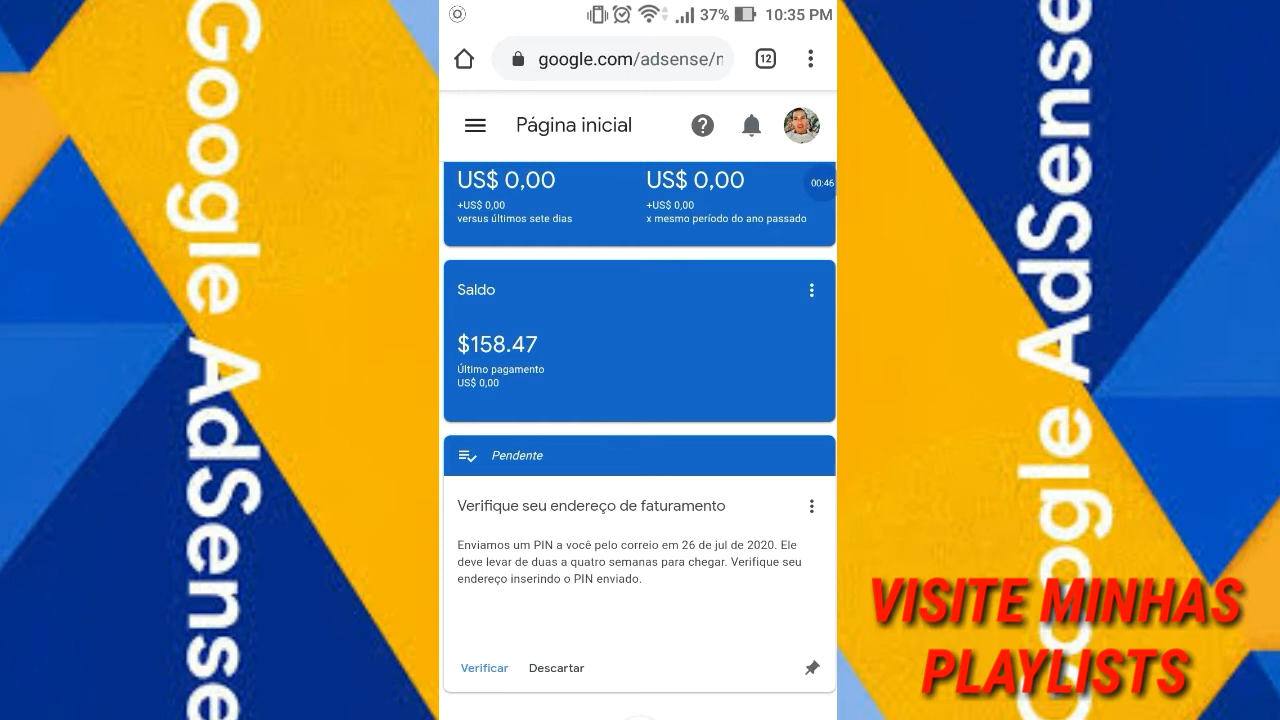 Google AdSense
37% 10:35 PM
google.com/adsense/n
12
Página inicial
US$ 0,00 US$ 0,00
00:46
+US$ 0,00 +US$ 0,00
versus últimos sete dias x mesmo período do ano passado
Saldo
$158.47
Último pagamento
US$ 0,00
Pendente
Verifique seu endereço de faturamento
Enviamos um PIN a você pelo correio em 26 de jul de 2020. Ele
deve levar de duas a quatro semanas para chegar. Verifique seu
endereço inserindo o PIN enviado.
Verificar Descartar
Google AdSense
VISITE MINHAS
PLAYLISTS